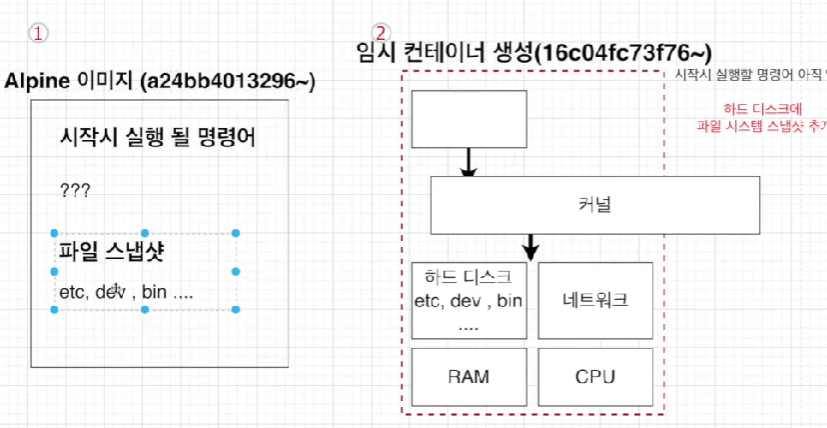 1
Alpine 이미지 (a24bb4013296~)
시작시 실행 될 명령어
???
파일 스냅샷
etc, dev , bin ....
2
임시 컨테이너 생성(16c04fc73f76~)
시작시 실행할 명령어 아직
하드 디스크에
파일 시스템 스냅샷 추가
커널
하드 디스크
etc, dev , bin
....
네트워크
RAM
CPU